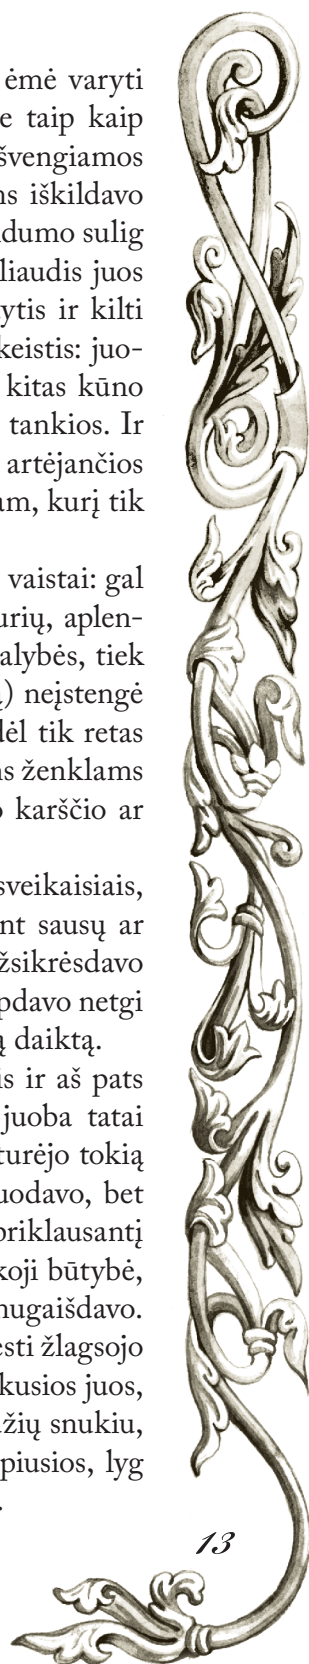 ėmė varyti
e taip kaip
švengiamos
ns iškildavo
dumo sulig
liaudis juos
ytis ir kilti
keistis: juo-
kitas kūno
tankios. Ir
artėjančios
am, kurį tik
vaistai: gal
urių, aplen-
alybės, tiek
ą) neįstengė
dėl tik retas
ns ženklams
o karščio ar
sveikaisiais,
nt sausų ar
žsikrėsdavo
pdavo netgi
ą daiktą.
is ir aš pats
juoba tatai
turėjo tokią
uodavo, bet
priklausantį
koji būtybė,
nugaišdavo.
esti žlagsojo
kusios juos,
žių snukiu,
piusios, lyg
.
13